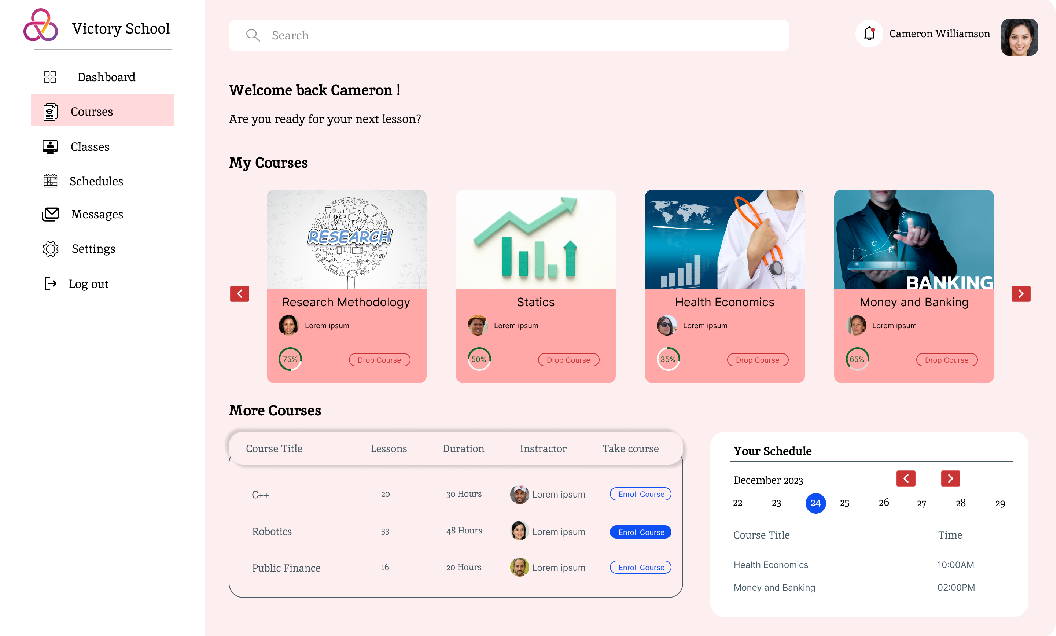 Victory School
Search
Cameron Williamson
Dashboard
Courses
Classes
Schedules
Messages
Settings
Log out
Welcome back Cameron !
Are you ready for your next lesson?
My Courses
RESEARCH
BANKING
Research Methodology
Statics
Health Economics
Money and Banking
Lorem ipsum
Lorem ipsum
Lorem ipsum
Lorem ipsum
75% Drop Course
50% Drop Course
35% Drop Course
65% Drop Course
More Courses
Course Title Lessons Duration Instructor Take course
C++ 20 30 Hours Lorem ipsum Enrol Course
Robotics 33 48 Hours Lorem ipsum Enrol Course
Public Finance 16 20 Hours Lorem ipsum Enrol Course
Your Schedule
December 2023
22 23 24 25 26 27 28 29
Course Title Time
Health Economics 10:00AM
Money and Banking 02:00PM